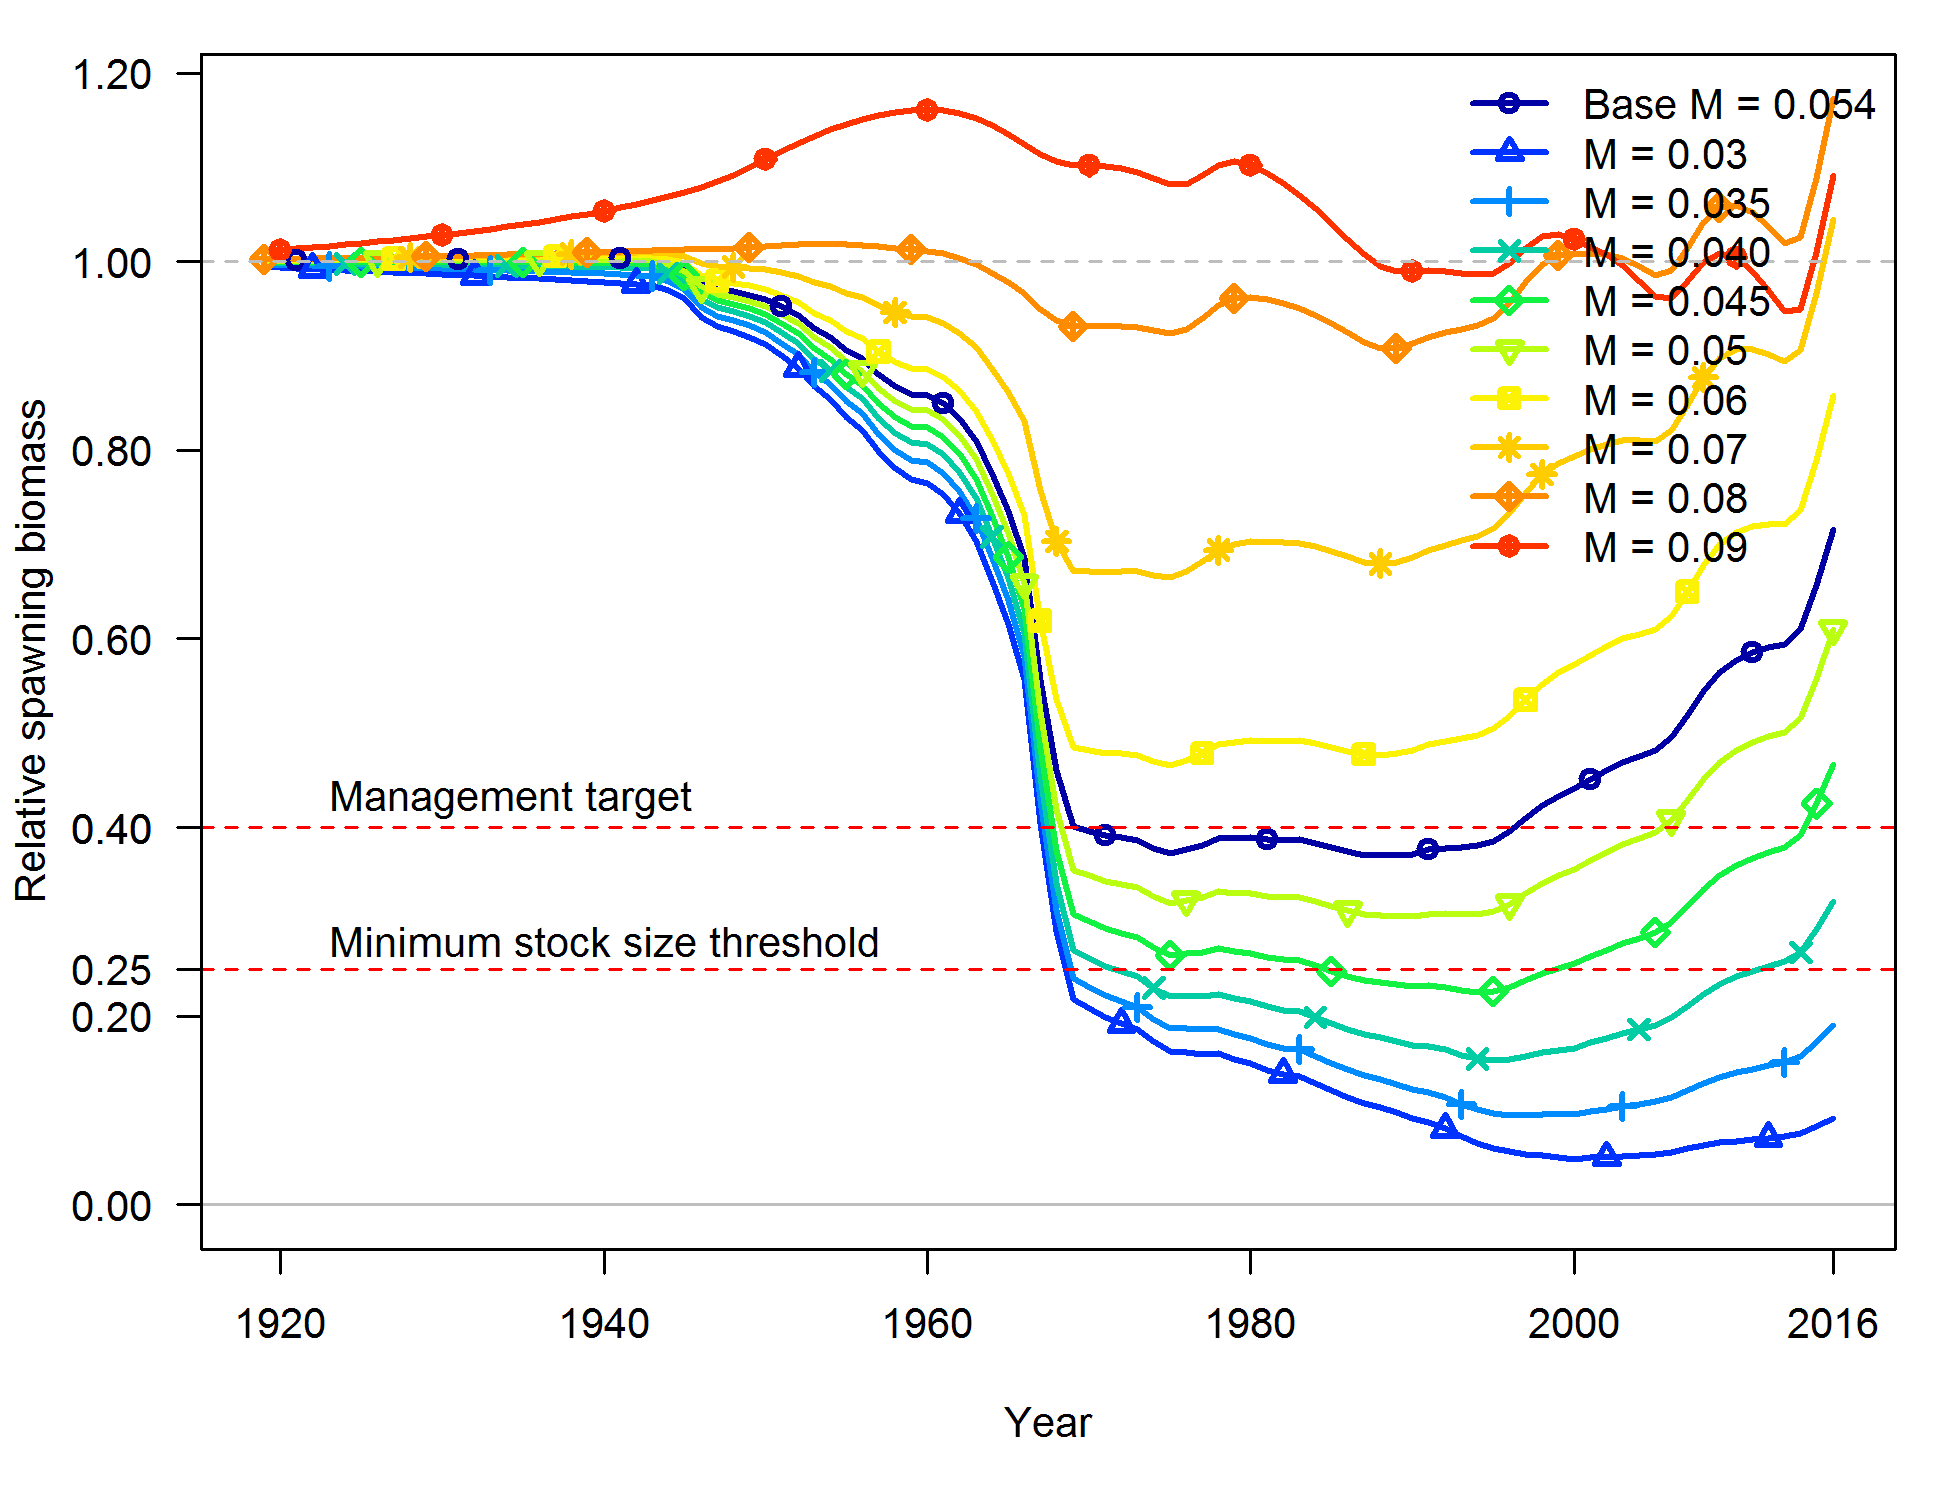 1.20
1.00
0.80
0.60
0.40
0.25
0.20
0.00
Relative spawning biomass
Management target
Minimum stock size threshold
Base M = 0.054
M = 0.03
M = 0.035
M = 0.040
M = 0.045
M = 0.05
M = 0.06
M = 0.07
M = 0.08
M = 0.09
1920 1940 1960 1980 2000 2016
Year